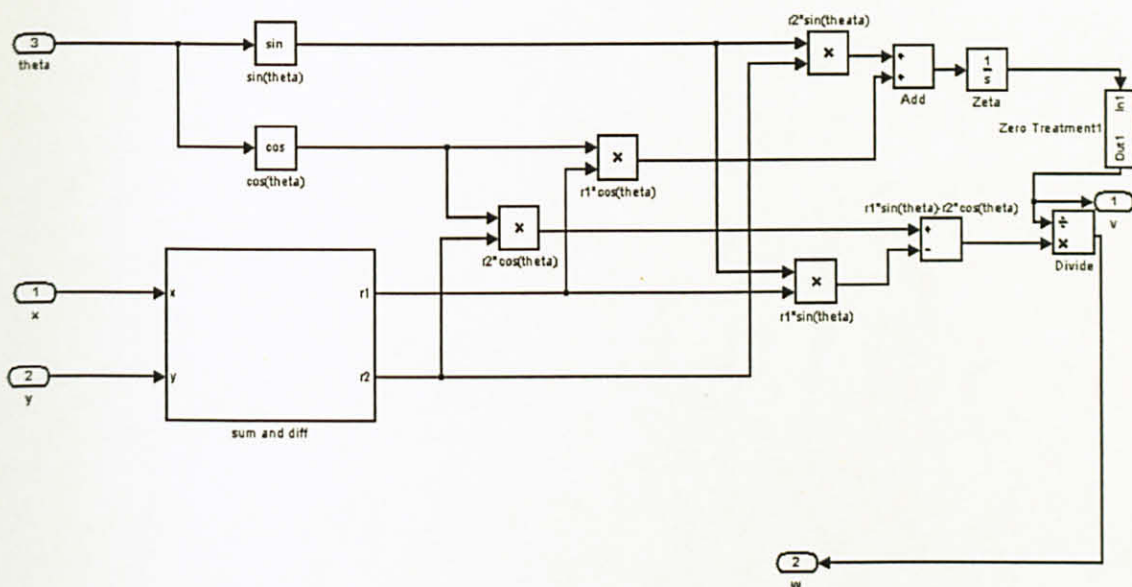 r2*sin(theata)
3
theta
sin
sin(theta)
×
+
+
Add
1
s
Zeta
In1
Out1
Zero Treatment1
cos
cos(theta)
×
r1*cos(theta)
×
r2*cos(theta)
r1*sin(theta)-r2*cos(theta)
+
-
÷
×
Divide
1
v
1
x
x
r1
×
r1*sin(theta)
2
y
y
r2
sum and diff
2
w